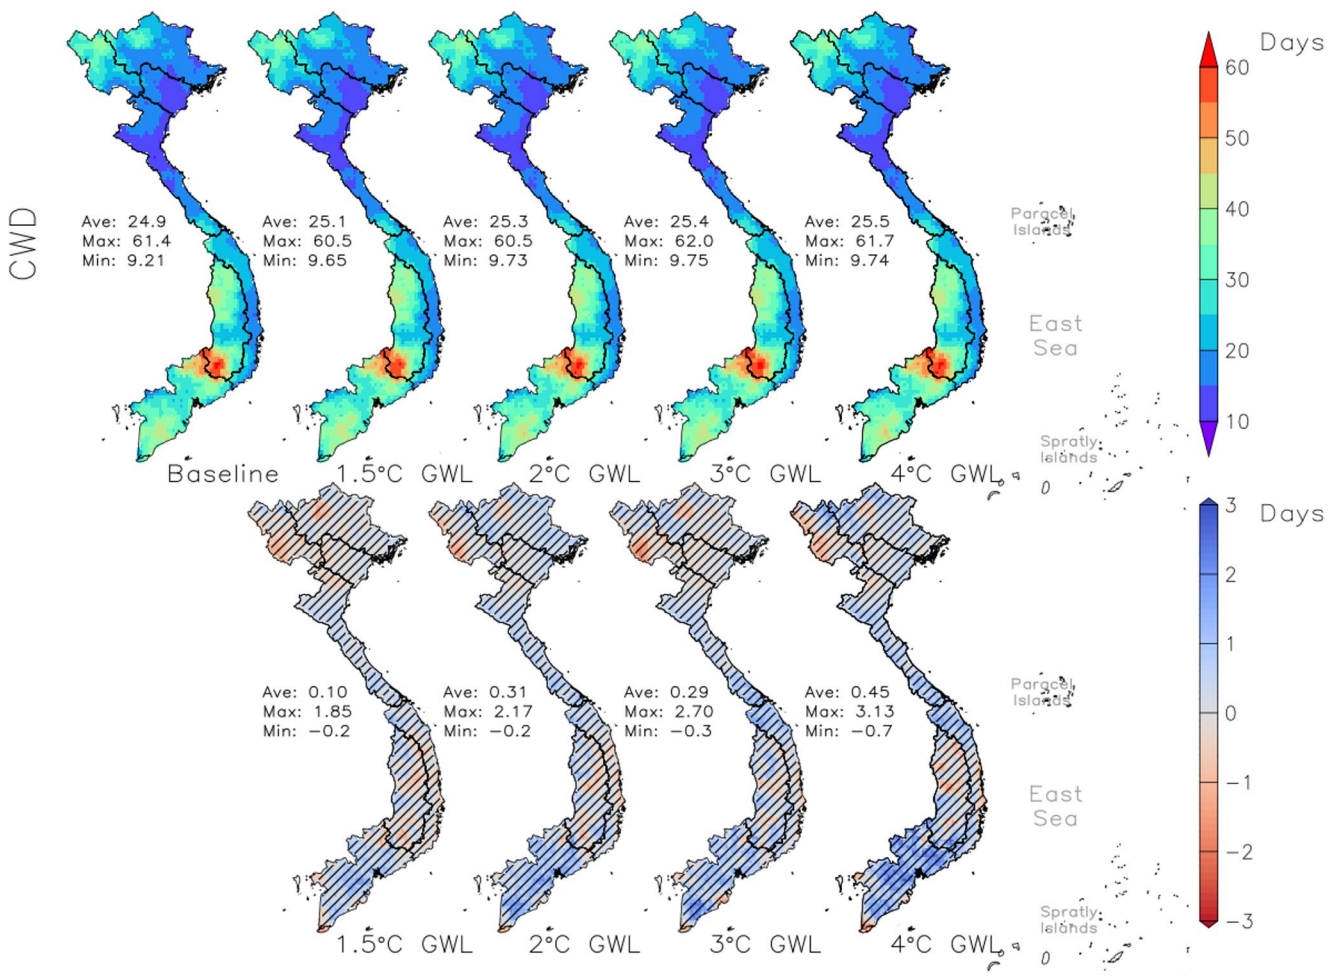 CWD
Days
60
50
40
30
20
10
Ave: 24.9
Max: 61.4
Min: 9.21
Ave: 25.1
Max: 60.5
Min: 9.65
Ave: 25.3
Max: 60.5
Min: 9.73
Ave: 25.4
Max: 62.0
Min: 9.75
Ave: 25.5
Max: 61.7
Min: 9.74
Paracel
Islands
East
Sea
Spratly
Islands
Baseline
1.5°C GWL
2°C GWL
3°C GWL
4°C GWL
Days
3
2
1
0
−1
−2
−3
Ave: 0.10
Max: 1.85
Min: −0.2
Ave: 0.31
Max: 2.17
Min: −0.2
Ave: 0.29
Max: 2.70
Min: −0.3
Ave: 0.45
Max: 3.13
Min: −0.7
Paracel
Islands
East
Sea
Spratly
Islands
1.5°C GWL
2°C GWL
3°C GWL
4°C GWL